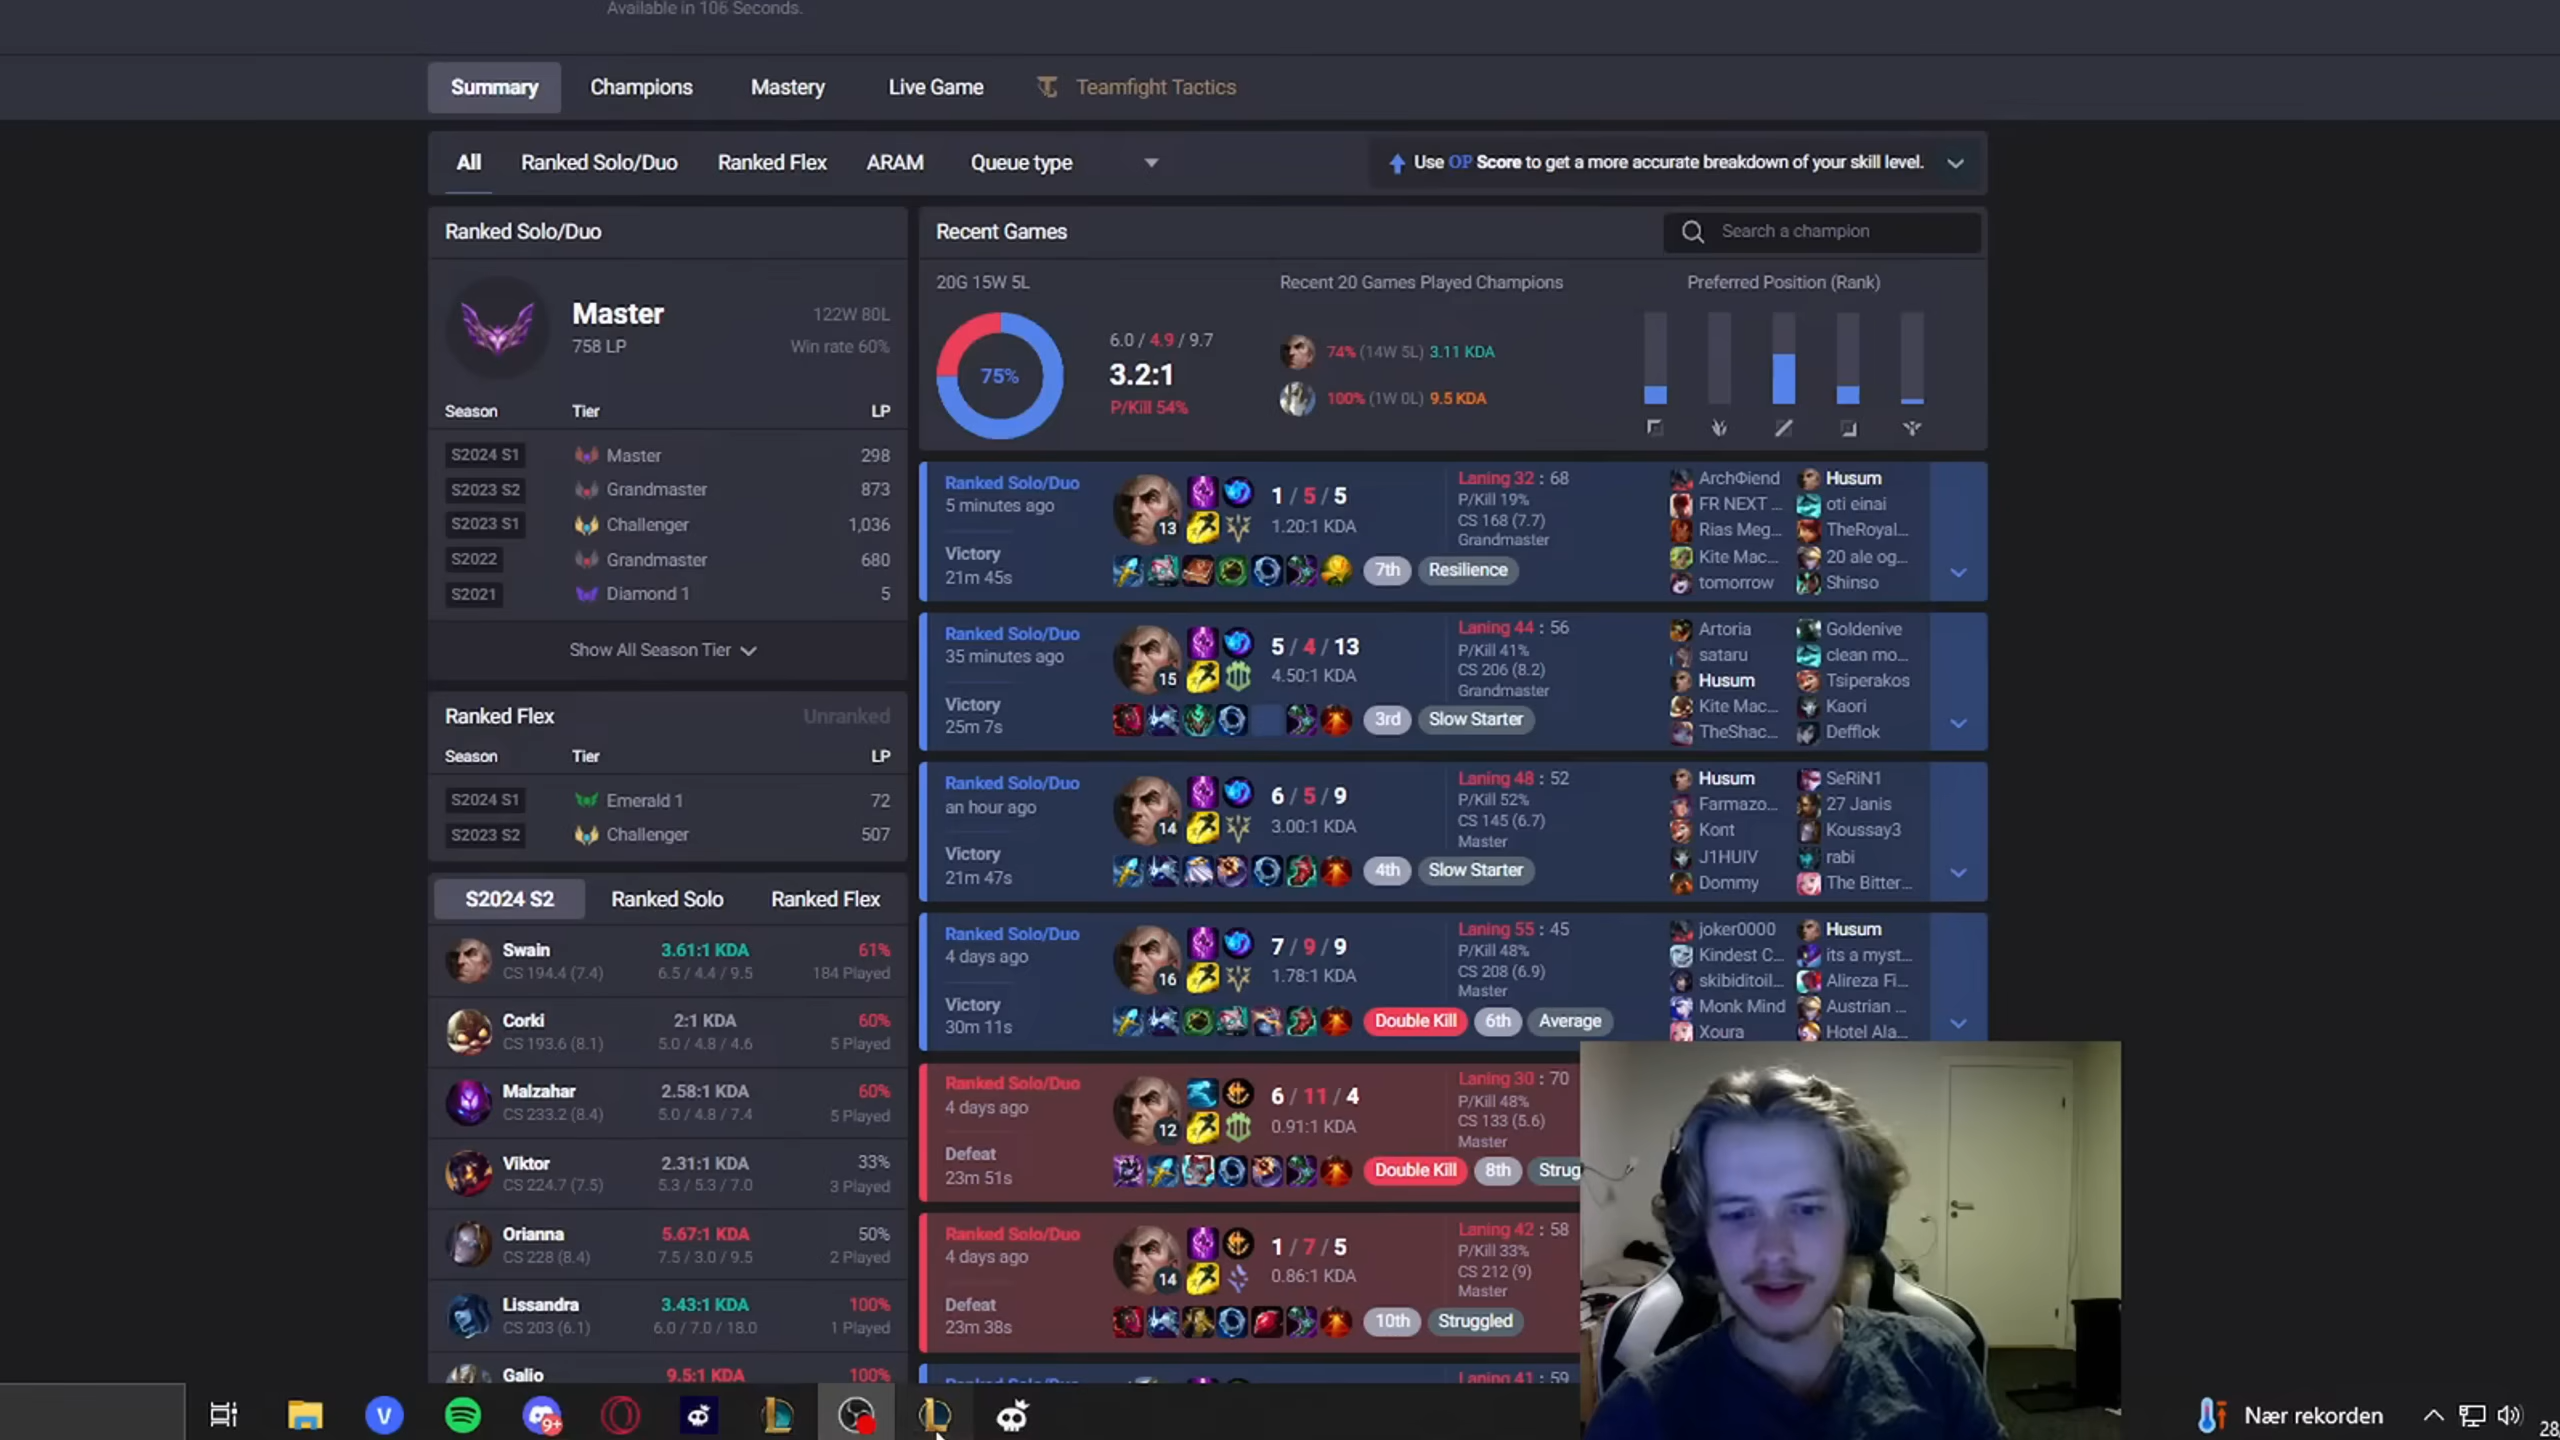 Available in 106 Seconds.
Summary
Champions
Mastery
Live Game
Teamfight Tactics
All
Ranked Solo/Duo
Ranked Flex
ARAM
Queue type
Use OP Score to get a more accurate breakdown of your skill level.
Ranked Solo/Duo
Master
122W 80L
758 LP
Win rate 60%
Season Tier LP
S2024 S1 Master 298
S2023 S2 Grandmaster 873
S2023 S1 Challenger 1,036
S2022 Grandmaster 680
S2021 Diamond 1 5
Show All Season Tier
Ranked Flex Unranked
Season Tier LP
S2024 S1 Emerald 1 72
S2023 S2 Challenger 507
S2024 S2 Ranked Solo Ranked Flex
Swain 3.61:1 KDA 61%
CS 194.4 (7.4) 6.5 / 4.4 / 9.5 184 Played
Corki 2:1 KDA 60%
CS 193.6 (8.1) 5.0 / 4.8 / 4.6 5 Played
Malzahar 2.58:1 KDA 60%
CS 233.2 (8.4) 5.0 / 4.8 / 7.4 5 Played
Viktor 2.31:1 KDA 33%
CS 224.7 (7.5) 5.3 / 5.3 / 7.0 3 Played
Orianna 5.67:1 KDA 50%
CS 228 (8.4) 7.5 / 3.0 / 9.5 2 Played
Lissandra 3.43:1 KDA 100%
CS 203 (6.1) 6.0 / 7.0 / 18.0 1 Played
Galio 9.5:1 KDA 100%
Recent Games
Search a champion
20G 15W 5L
Recent 20 Games Played Champions
Preferred Position (Rank)
75%
6.0 / 4.9 / 9.7
3.2:1
P/Kill 54%
74% (14W 5L) 3.11 KDA
100% (1W 0L) 9.5 KDA
Ranked Solo/Duo
5 minutes ago
Victory
21m 45s
13
1 / 5 / 5
1.20:1 KDA
7th Resilience
Laning 32 : 68
P/Kill 19%
CS 168 (7.7)
Grandmaster
ArchΦiend Husum
FR NEXT ... oti einai
Rias Meg... TheRoyal...
Kite Mac... 20 ale og...
tomorrow Shinso
Ranked Solo/Duo
35 minutes ago
Victory
25m 7s
15
5 / 4 / 13
4.50:1 KDA
3rd Slow Starter
Laning 44 : 56
P/Kill 41%
CS 206 (8.2)
Grandmaster
Artoria Goldenive
sataru clean mo...
Husum Tsiperakos
Kite Mac... Kaori
TheShac... Defflok
Ranked Solo/Duo
an hour ago
Victory
21m 47s
14
6 / 5 / 9
3.00:1 KDA
4th Slow Starter
Laning 48 : 52
P/Kill 52%
CS 145 (6.7)
Master
Husum SeRiN1
Farmazo... 27 Janis
Kont Koussay3
J1HUIV rabi
Dommy The Bitter...
Ranked Solo/Duo
4 days ago
Victory
30m 11s
16
7 / 9 / 9
1.78:1 KDA
Double Kill 6th Average
Laning 55 : 45
P/Kill 48%
CS 208 (6.9)
Master
joker0000 Husum
Kindest C... its a myst...
skibiditoil... Alireza Fi...
Monk Mind Austrian ...
Xoura Hotel Ala...
Ranked Solo/Duo
4 days ago
Defeat
23m 51s
12
6 / 11 / 4
0.91:1 KDA
Double Kill 8th Strug
Laning 30 : 70
P/Kill 48%
CS 133 (5.6)
Master
Ranked Solo/Duo
4 days ago
Defeat
23m 38s
14
1 / 7 / 5
0.86:1 KDA
10th Struggled
Laning 42 : 58
P/Kill 33%
CS 212 (9)
Master
Ranked Solo/Duo
Laning 41 : 59
V
9+
Nær rekorden
28